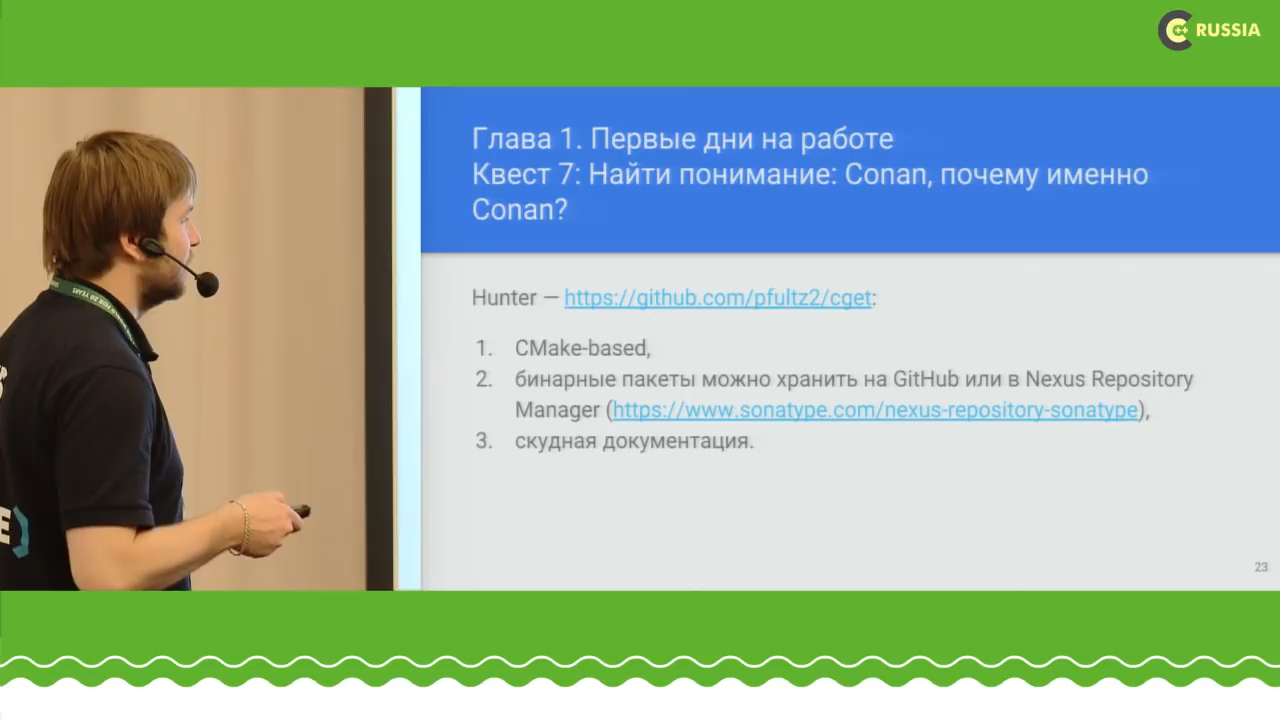 C++ RUSSIA
Глава 1. Первые дни на работе
Квест 7: Найти понимание: Conan, почему именно
Conan?
Hunter — https://github.com/pfultz2/cget:
1. CMake-based,
2. бинарные пакеты можно хранить на GitHub или в Nexus Repository
Manager (https://www.sonatype.com/nexus-repository-sonatype),
3. скудная документация.
23